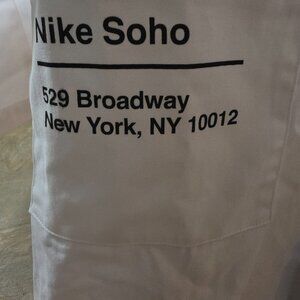 Nike Soho
529 Broadway
New York, NY 10012